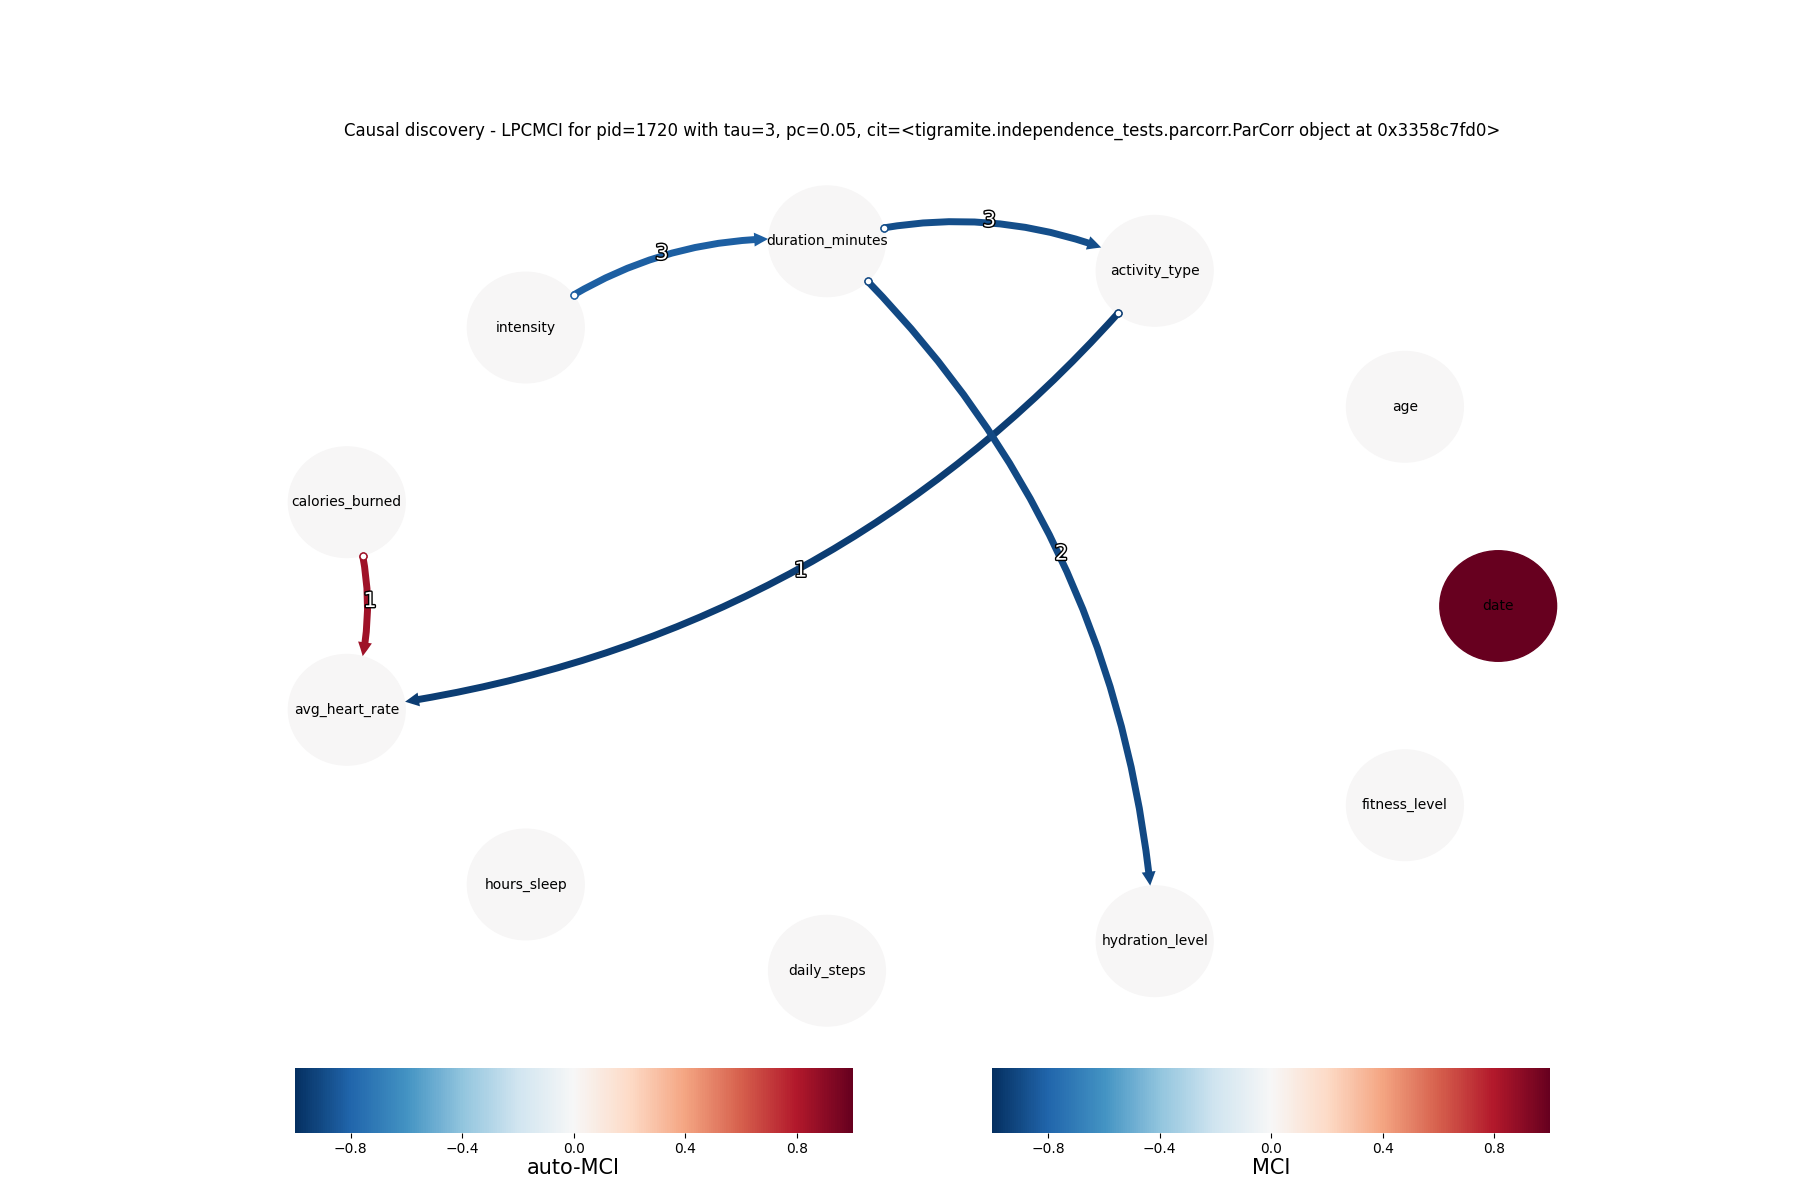 Causal discovery - LPCMCI for pid=1720 with tau=3, pc=0.05, cit=<tigramite.independence_tests.parcorr.ParCorr object at 0x3358c7fd0>
3
duration_minutes
3
activity_type
intensity
age
calories_burned
2
1
1
date
avg_heart_rate
fitness_level
hours_sleep
daily_steps
hydration_level
−0.8 −0.4 0.0 0.4 0.8
auto-MCI
−0.8 −0.4 0.0 0.4 0.8
MCI